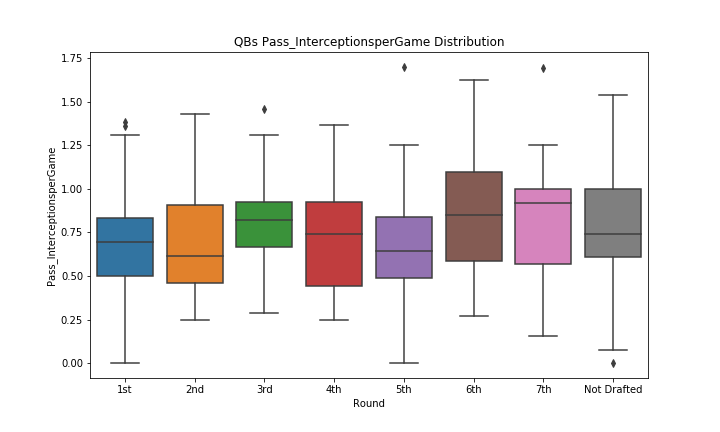 QBs Pass_InterceptionsperGame Distribution
Pass_InterceptionsperGame
1.75
1.50
1.25
1.00
0.75
0.50
0.25
0.00
1st 2nd 3rd 4th 5th 6th 7th Not Drafted
Round